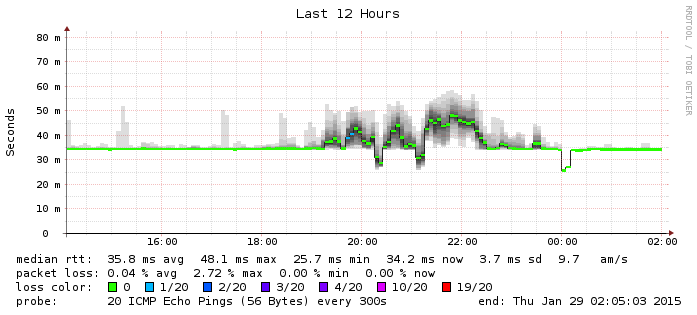 Last 12 Hours
RRDTOOL / TOBI OETIKER
Seconds
80 m
70 m
60 m
50 m
40 m
30 m
20 m
10 m
0
16:00 18:00 20:00 22:00 00:00 02:00
median rtt: 35.8 ms avg 48.1 ms max 25.7 ms min 34.2 ms now 3.7 ms sd 9.7 am/s
packet loss: 0.04 % avg 2.72 % max 0.00 % min 0.00 % now
loss color: 0 1/20 2/20 3/20 4/20 10/20 19/20
probe: 20 ICMP Echo Pings (56 Bytes) every 300s end: Thu Jan 29 02:05:03 2015